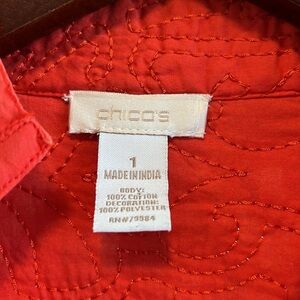 chico's
1
MADE IN INDIA
BODY:
100% COTTON
DECORATION:
100% POLYESTER
RN#79984